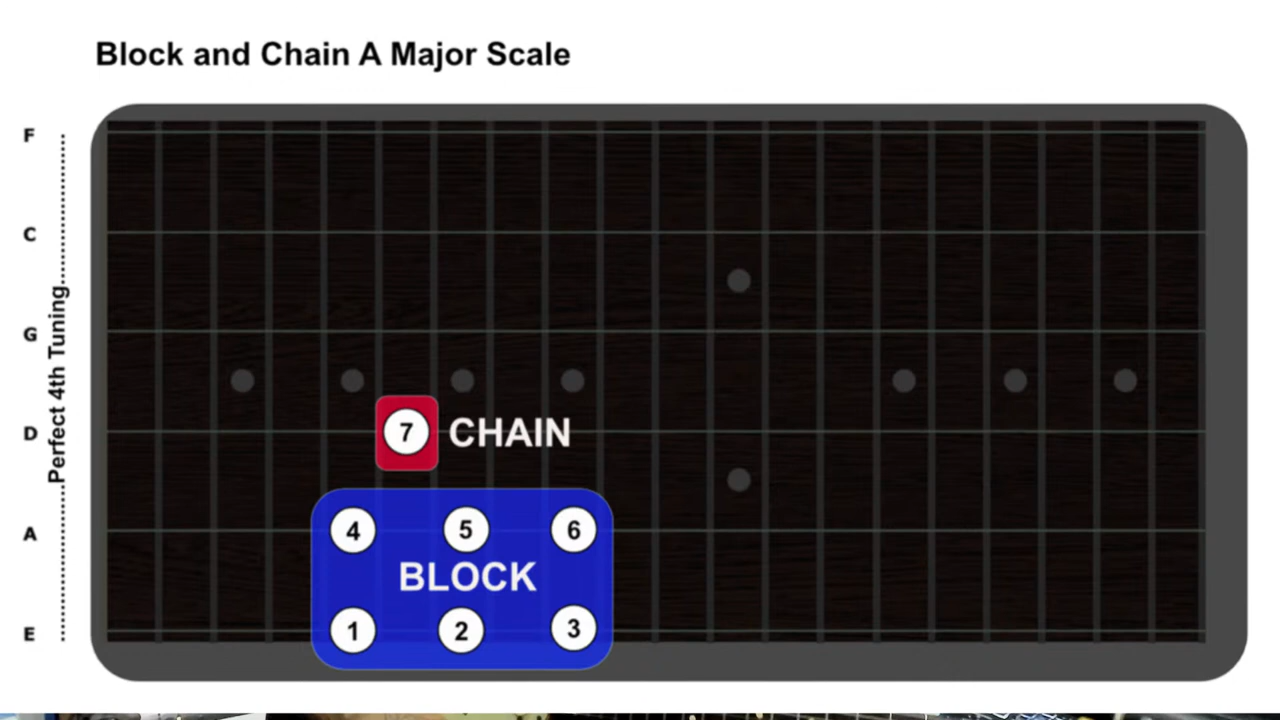 Block and Chain A Major Scale
F
C
G
Perfect 4th Tuning
D
7 CHAIN
A
4 5 6
BLOCK
E
1 2 3